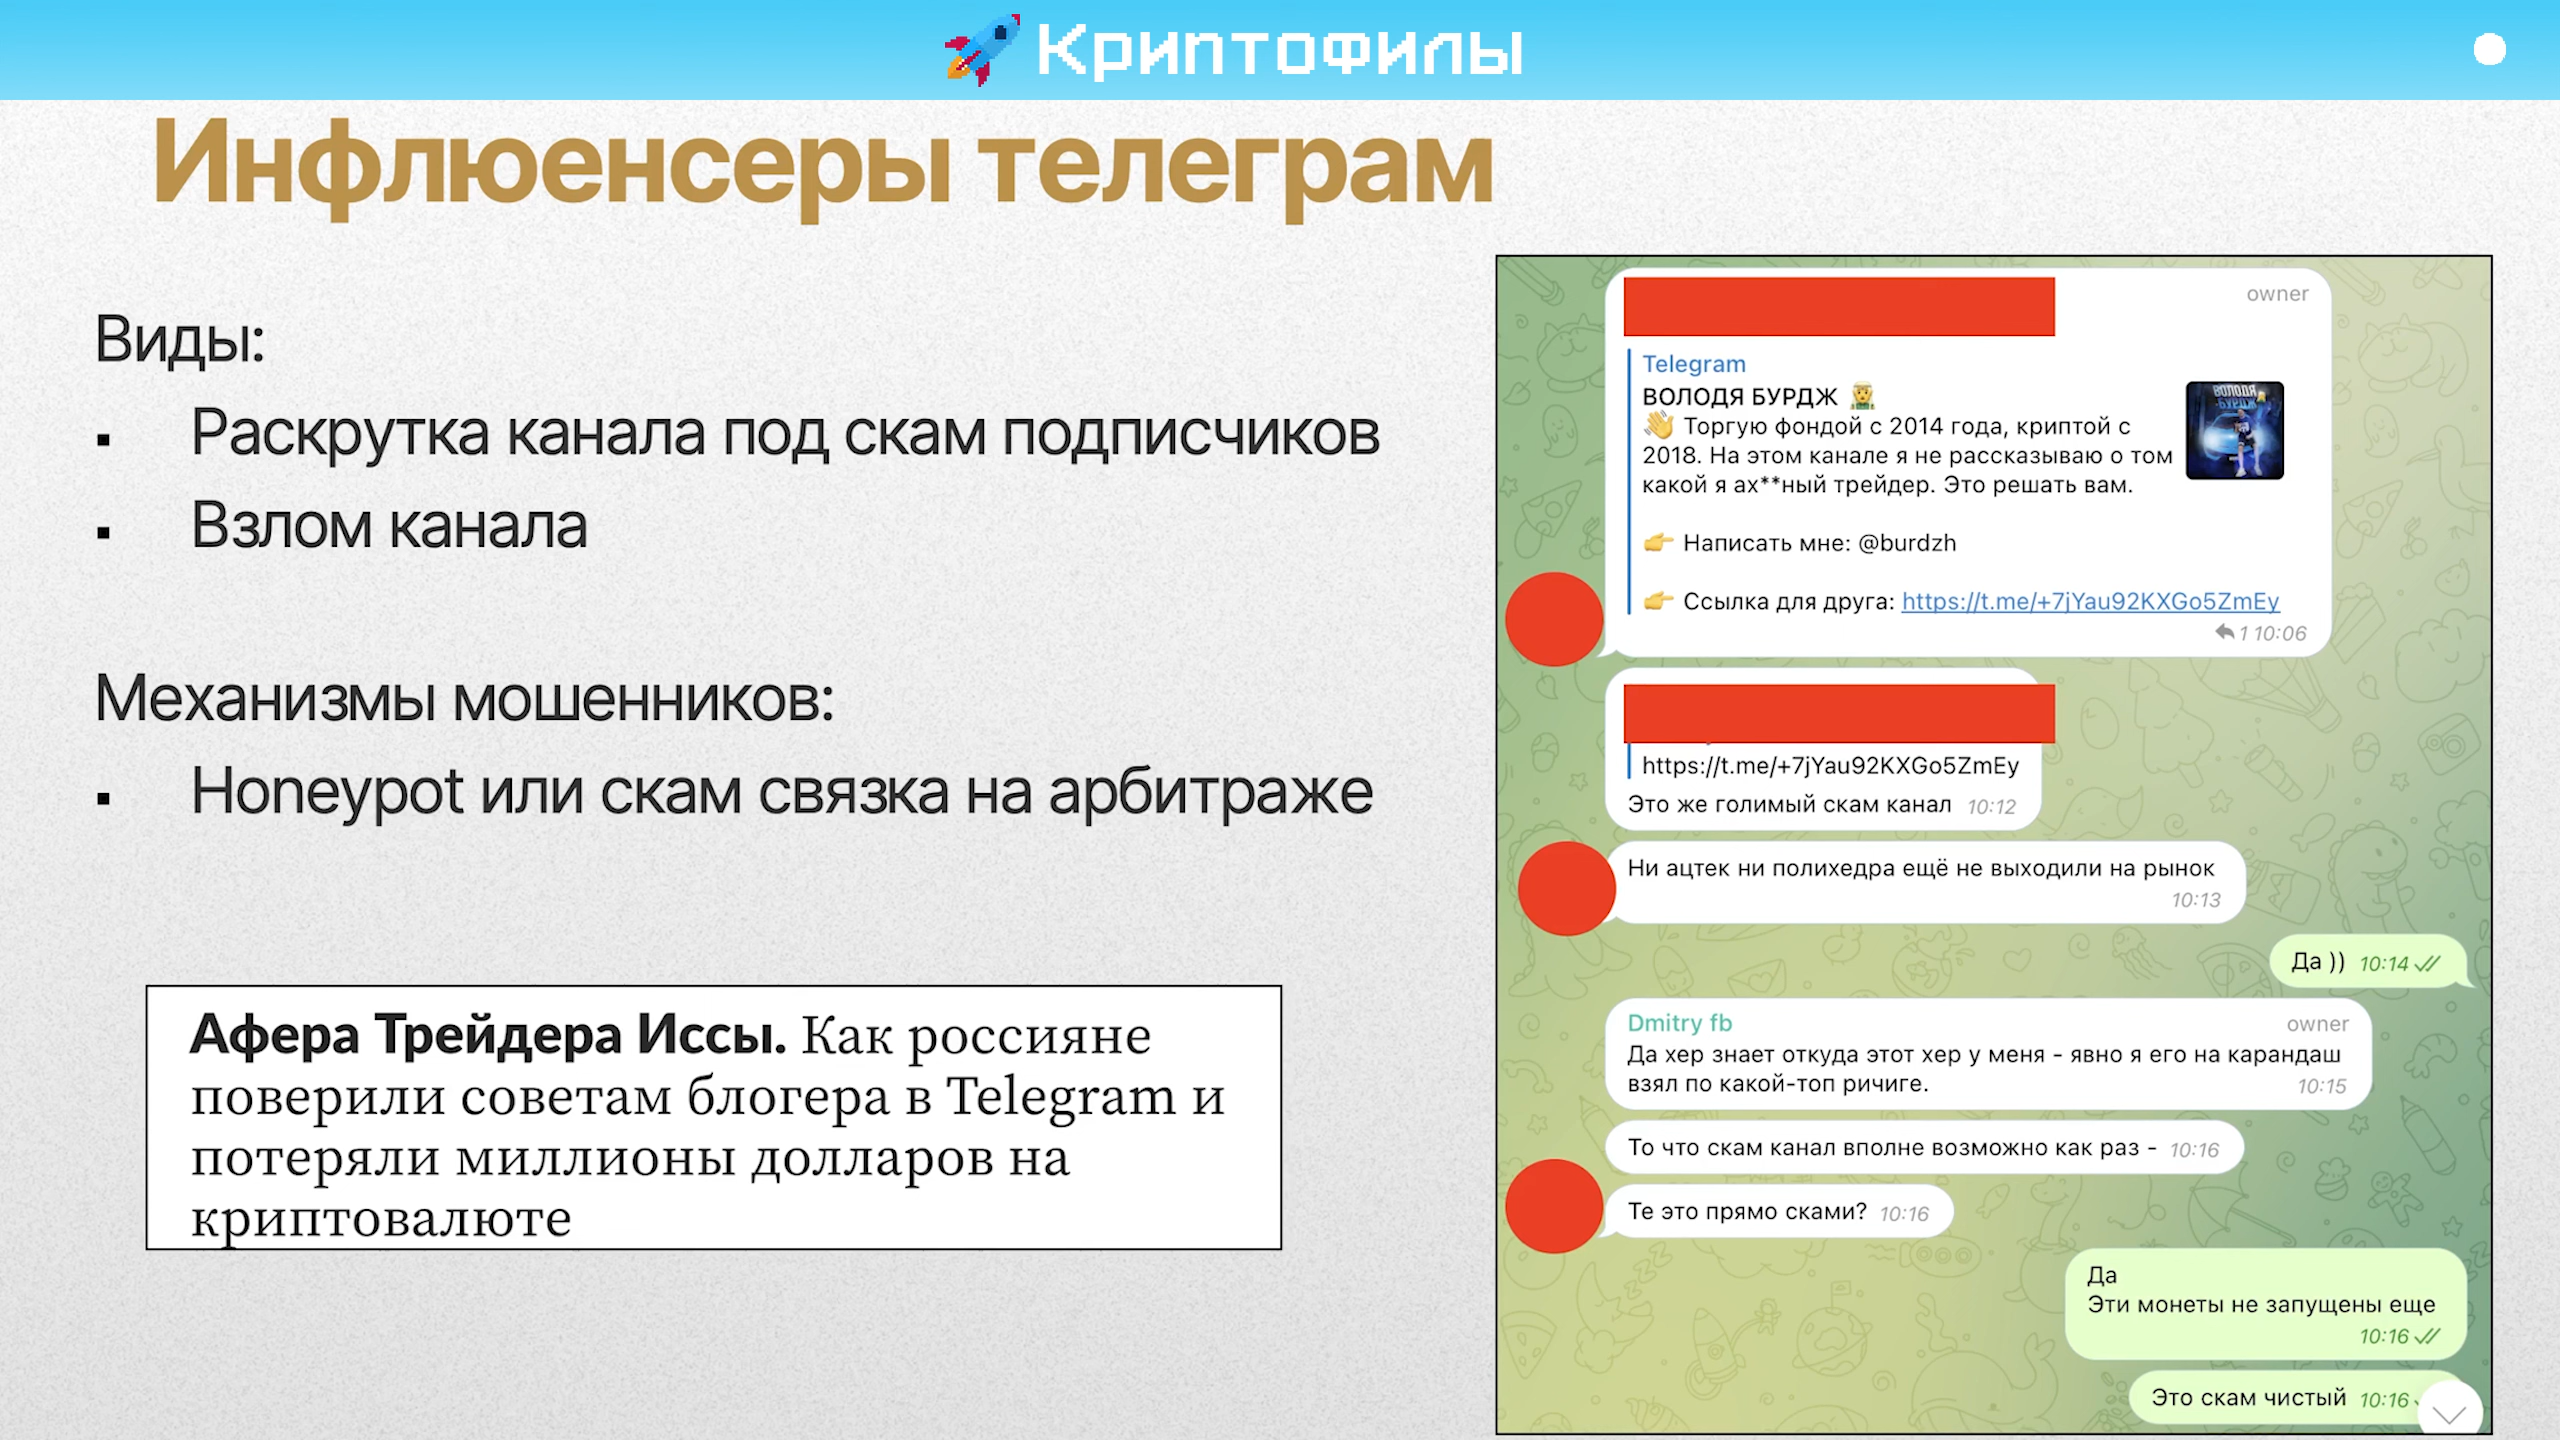 Криптофилы
Инфлюенсеры телеграм
Виды:
▪ Раскрутка канала под скам подписчиков
▪ Взлом канала
Механизмы мошенников:
▪ Honeypot или скам связка на арбитраже
Афера Трейдера Иссы. Как россияне
поверили советам блогера в Telegram и
потеряли миллионы долларов на
криптовалюте
owner
Telegram
ВОЛОДЯ БУРДЖ
👋 Торгую фондой с 2014 года, криптой с
2018. На этом канале я не рассказываю о том
какой я ах**ный трейдер. Это решать вам.
ВОЛОДЯ
БУРДЖ
👉 Написать мне: @burdzh
👉 Ссылка для друга: https://t.me/+7jYau92KXGo5ZmEy
1 10:06
https://t.me/+7jYau92KXGo5ZmEy
Это же голимый скам канал 10:12
Ни ацтек ни полихедра ещё не выходили на рынок
10:13
Да )) 10:14
Dmitry fb owner
Да хер знает откуда этот хер у меня - явно я его на карандаш
взял по какой-топ ричиге. 10:15
То что скам канал вполне возможно как раз - 10:16
Те это прямо сками? 10:16
Да
Эти монеты не запущены еще
10:16
Это скам чистый 10:16